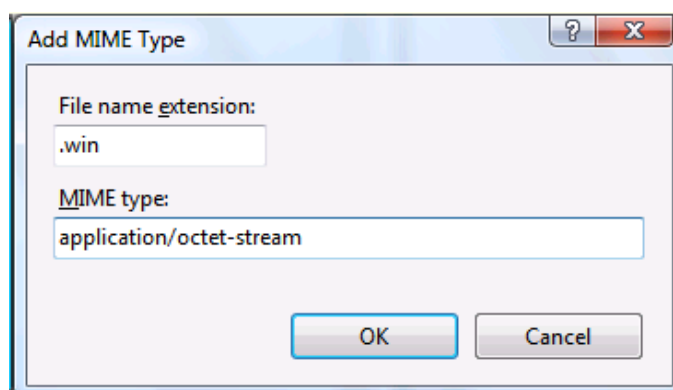 Add MIME Type
File name extension:
.win
MIME type:
application/octet-stream
OK Cancel